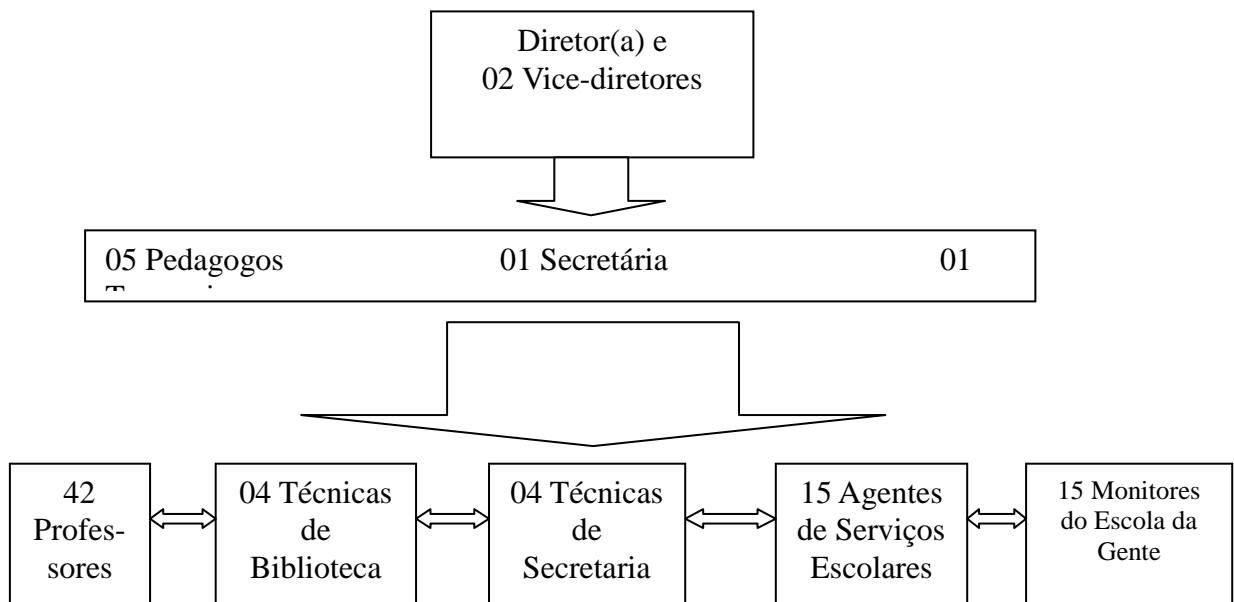 Diretor(a) e
02 Vice-diretores
05 Pedagogos 01 Secretária 01
42
Profes-
sores
04 Técnicas
de
Biblioteca
04 Técnicas
de
Secretaria
15 Agentes
de Serviços
Escolares
15 Monitores
do Escola da
Gente